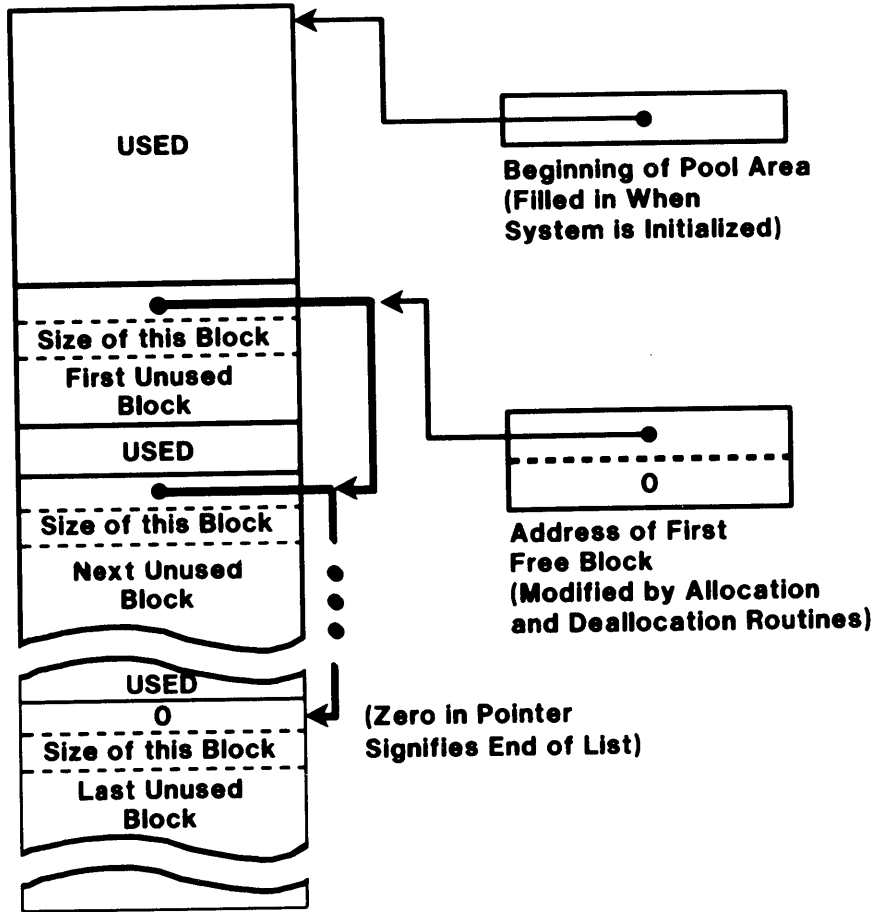 USED
Beginning of Pool Area
(Filled in When
System is Initialized)
Size of this Block
First Unused
Block
USED
Size of this Block
Next Unused
Block
0
Address of First
Free Block
(Modified by Allocation
and Deallocation Routines)
USED
0
Size of this Block
Last Unused
Block
(Zero in Pointer
Signifies End of List)